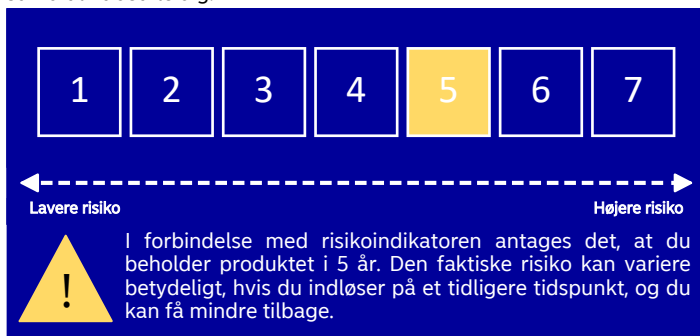 1 2 3 4 5 6 7
Lavere risiko Højere risiko
! I forbindelse med risikoindikatoren antages det, at du
beholder produktet i 5 år. Den faktiske risiko kan variere
betydeligt, hvis du indløser på et tidligere tidspunkt, og du
kan få mindre tilbage.